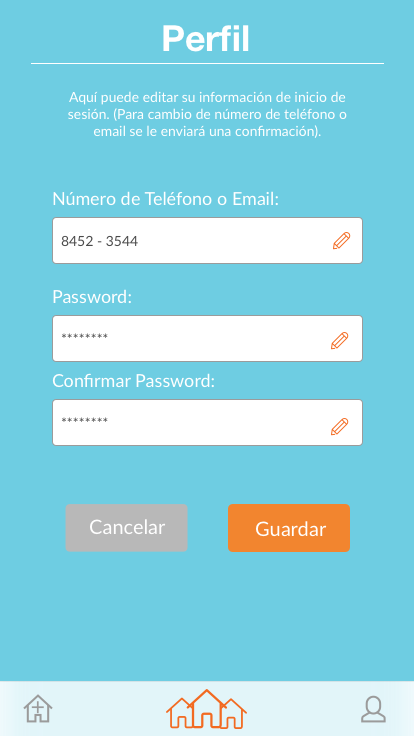 Perfil
Aquí puede editar su información de inicio de
sesión. (Para cambio de número de teléfono o
email se le enviará una confirmación).
Número de Teléfono o Email:
8452 - 3544
Password:
********
Confirmar Password:
********
Cancelar
Guardar